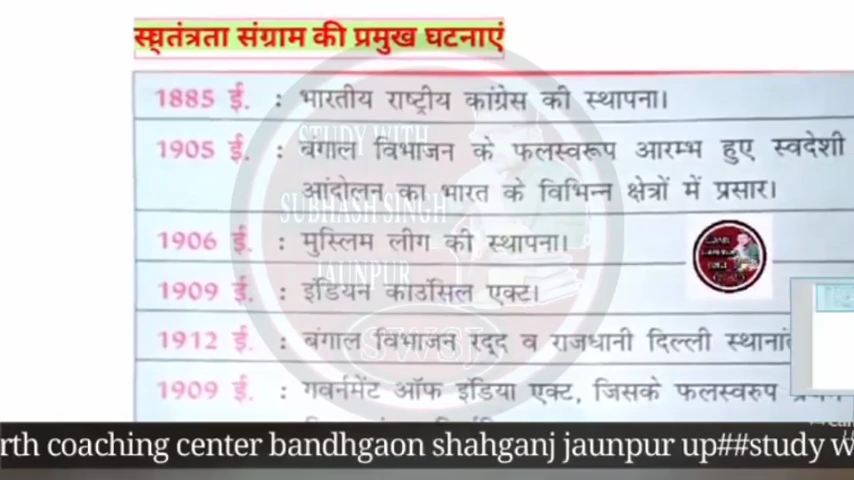 स्वतंत्रता संग्राम की प्रमुख घटनाएं
1885 ई. : भारतीय राष्ट्रीय कांग्रेस की स्थापना।
1905 ई. : बंगाल विभाजन के फलस्वरूप आरम्भ हुए स्वदेशी
आंदोलन का भारत के विभिन्न क्षेत्रों में प्रसार।
1906 ई. : मुस्लिम लीग की स्थापना।
1909 ई. : इंडियन काउंसिल एक्ट।
1912 ई. : बंगाल विभाजन रद्द व राजधानी दिल्ली
1909 ई. : गवर्नमेंट ऑफ इंडिया एक्ट, जिसके फलस्वरुप
STUDY WITH
SUBHASH SINGH
JAUNPUR
SWSJ
rth coaching center bandhgaon shahganj jaunpur up##study w